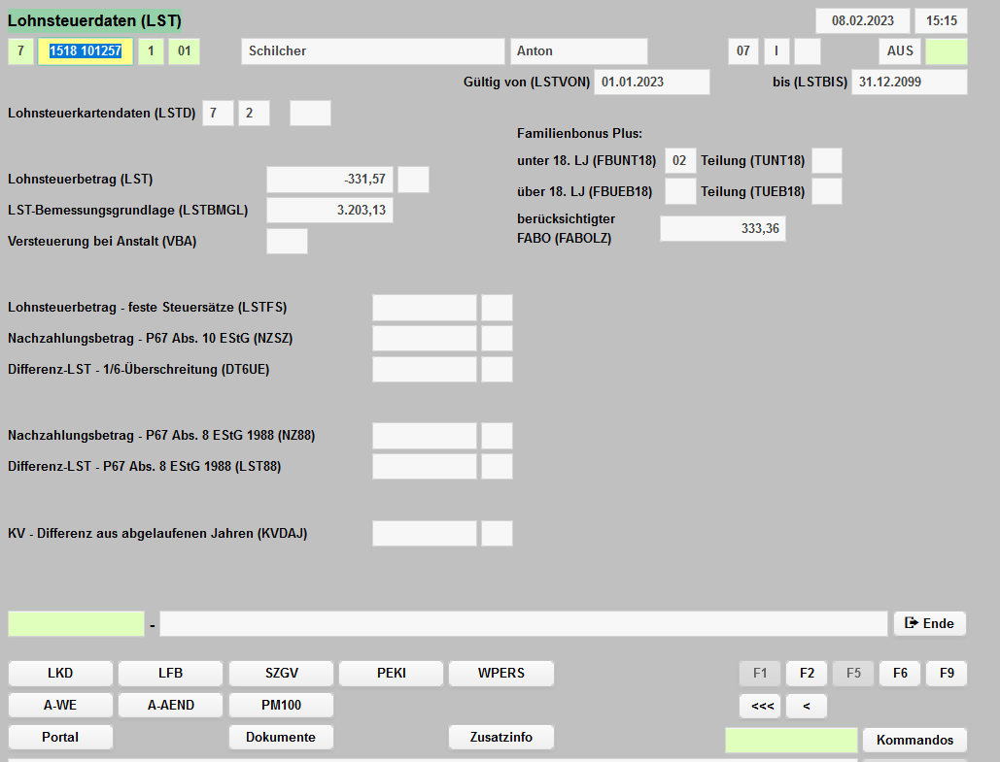 Lohnsteuerdaten (LST) 08.02.2023 15:15
7 1518 101257 1 01 Schilcher Anton 07 I AUS
Gültig von (LSTVON) 01.01.2023 bis (LSTBIS) 31.12.2099
Lohnsteuerkartendaten (LSTD) 7 2
Familienbonus Plus:
unter 18. LJ (FBUNT18) 02 Teilung (TUNT18)
Lohnsteuerbetrag (LST) -331,57
über 18. LJ (FBUEB18) Teilung (TUEB18)
LST-Bemessungsgrundlage (LSTBMGL) 3.203,13
berücksichtigter
FABO (FABOLZ) 333,36
Versteuerung bei Anstalt (VBA)
Lohnsteuerbetrag - feste Steuersätze (LSTFS)
Nachzahlungsbetrag - P67 Abs. 10 EStG (NZSZ)
Differenz-LST - 1/6-Überschreitung (DT6UE)
Nachzahlungsbetrag - P67 Abs. 8 EStG 1988 (NZ88)
Differenz-LST - P67 Abs. 8 EStG 1988 (LST88)
KV - Differenz aus abgelaufenen Jahren (KVDAJ)
- Ende
LKD LFB SZGV PEKI WPERS F1 F2 F5 F6 F9
A-WE A-AEND PM100 <<< <
Portal Dokumente Zusatzinfo Kommandos